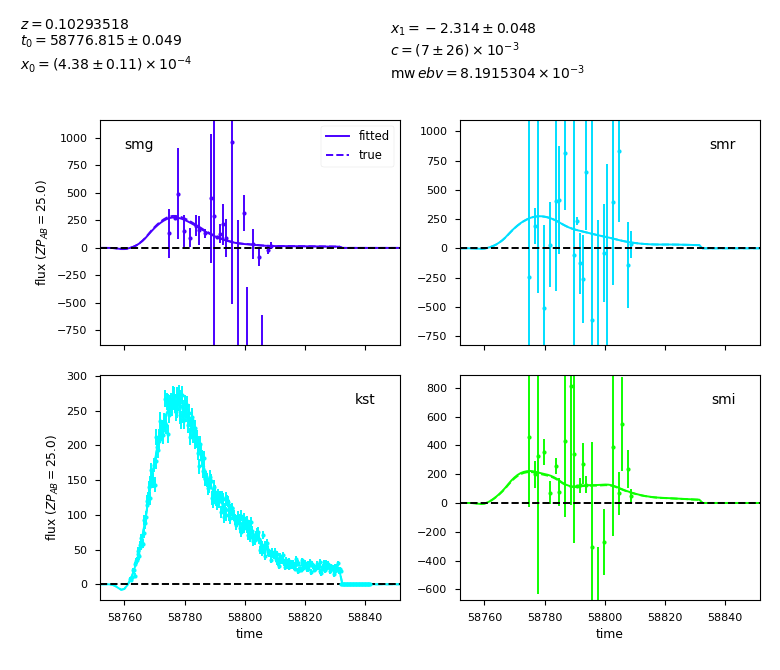 z = 0.10293518
t₀ = 58776.815 ± 0.049
x₀ = (4.38 ± 0.11) × 10⁻⁴
x₁ = −2.314 ± 0.048
c = (7 ± 26) × 10⁻³
mw ebv = 8.1915304 × 10⁻³
smg
fitted
true
1000
750
500
250
0
−250
−500
−750
flux (ZP_AB = 25.0)
smr
1000
750
500
250
0
−250
−500
−750
kst
300
250
200
150
100
50
0
flux (ZP_AB = 25.0)
58760 58780 58800 58820 58840
time
smi
800
600
400
200
0
−200
−400
−600
58760 58780 58800 58820 58840
time